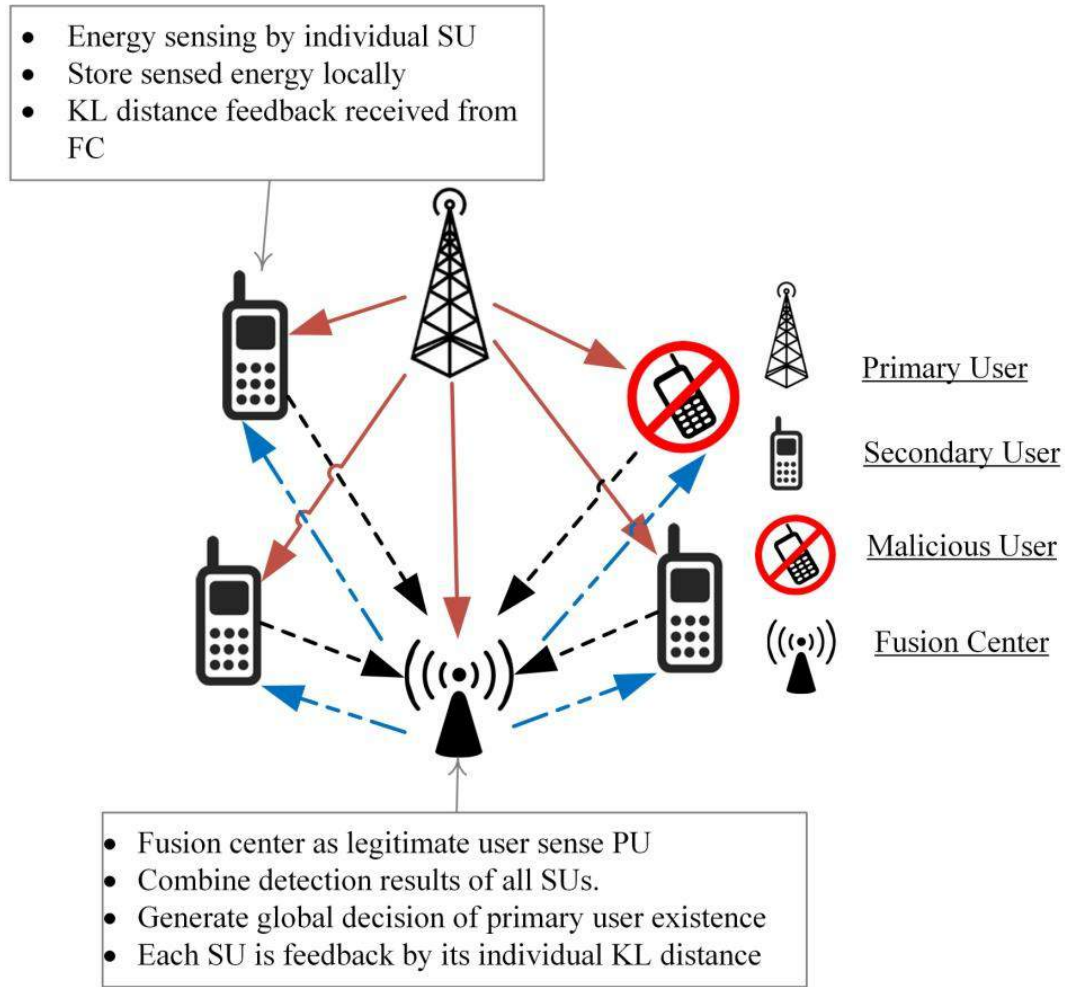 • Energy sensing by individual SU
• Store sensed energy locally
• KL distance feedback received from
FC
Primary User
Secondary User
Malicious User
Fusion Center
• Fusion center as legitimate user sense PU
• Combine detection results of all SUs.
• Generate global decision of primary user existence
• Each SU is feedback by its individual KL distance